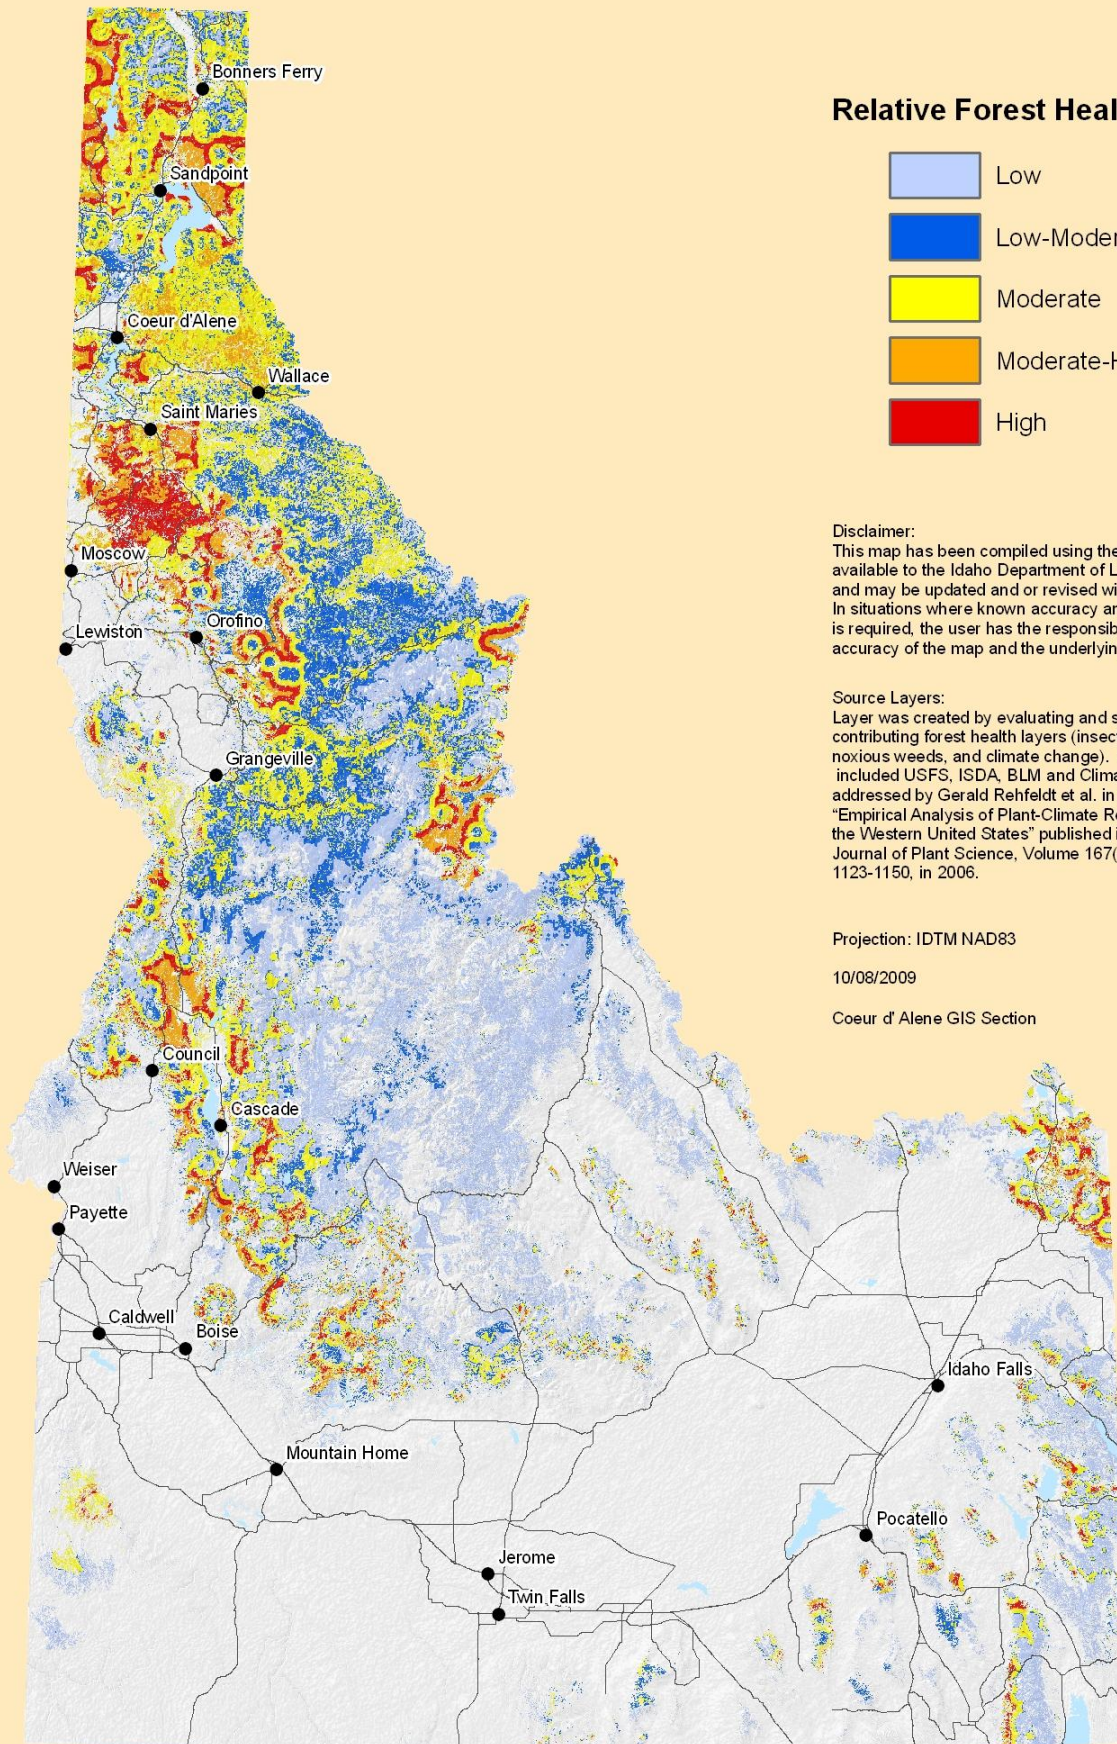 Bonners Ferry
Sandpoint
Coeur d'Alene
Wallace
Saint Maries
Moscow
Orofino
Lewiston
Grangeville
Council
Cascade
Weiser
Payette
Caldwell
Boise
Idaho Falls
Mountain Home
Pocatello
Jerome
Twin Falls
Relative Forest Heal
Low
Low-Moder
Moderate
Moderate-H
High
Disclaimer:
This map has been compiled using the
available to the Idaho Department of L
and may be updated and or revised wi
In situations where known accuracy an
is required, the user has the responsib
accuracy of the map and the underlyin
Source Layers:
Layer was created by evaluating and s
contributing forest health layers (insec
noxious weeds, and climate change).
included USFS, ISDA, BLM and Clima
addressed by Gerald Rehfeldt et al. in
“Empirical Analysis of Plant-Climate Re
the Western United States” published i
Journal of Plant Science, Volume 167(
1123-1150, in 2006.
Projection: IDTM NAD83
10/08/2009
Coeur d' Alene GIS Section